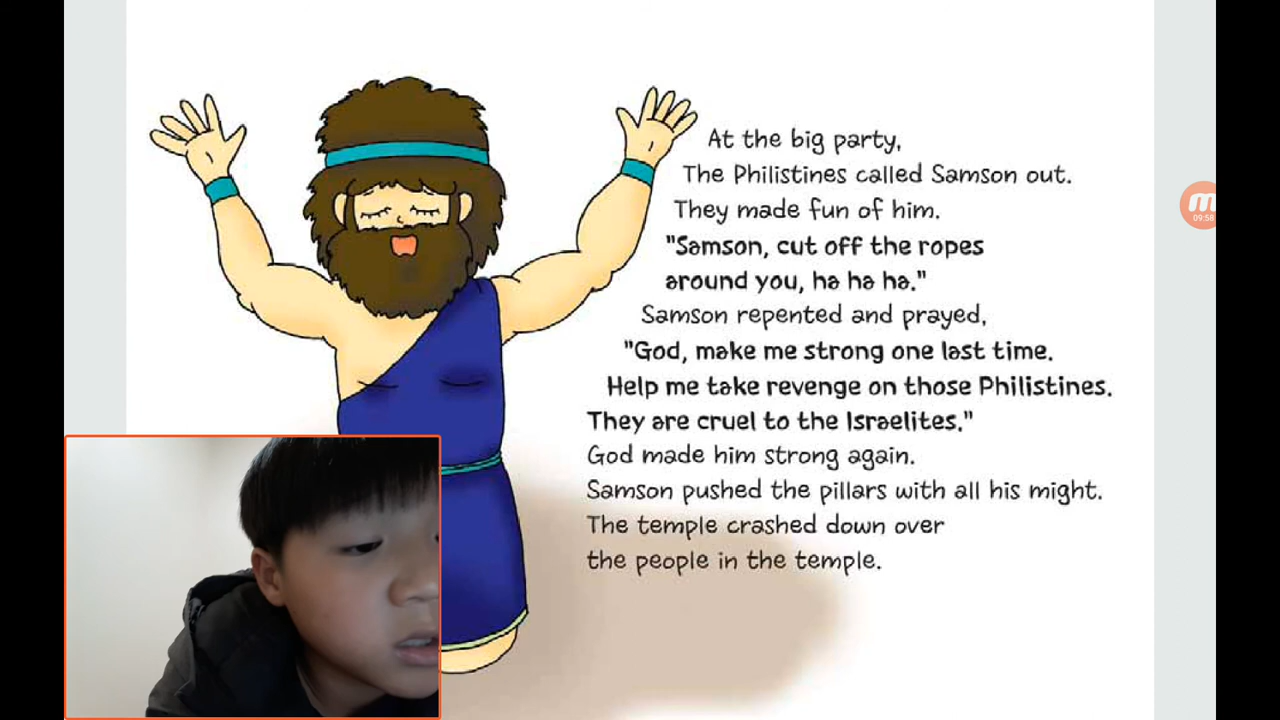 At the big party,
The Philistines called Samson out.
They made fun of him.
"Samson, cut off the ropes
around you, ha ha ha."
Samson repented and prayed,
"God, make me strong one last time.
Help me take revenge on those Philistines.
They are cruel to the Israelites."
God made him strong again.
Samson pushed the pillars with all his might.
The temple crashed down over
the people in the temple.
m
09:58